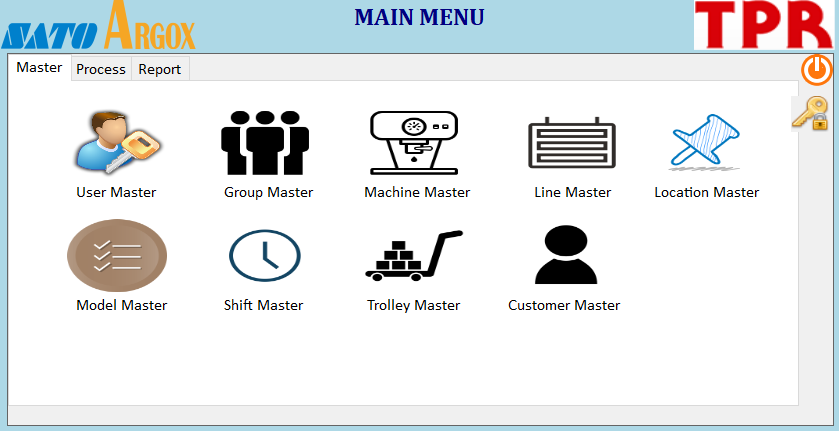 SATO ARGOX
MAIN MENU
TPR
Master Process Report
User Master Group Master Machine Master Line Master Location Master
Model Master Shift Master Trolley Master Customer Master